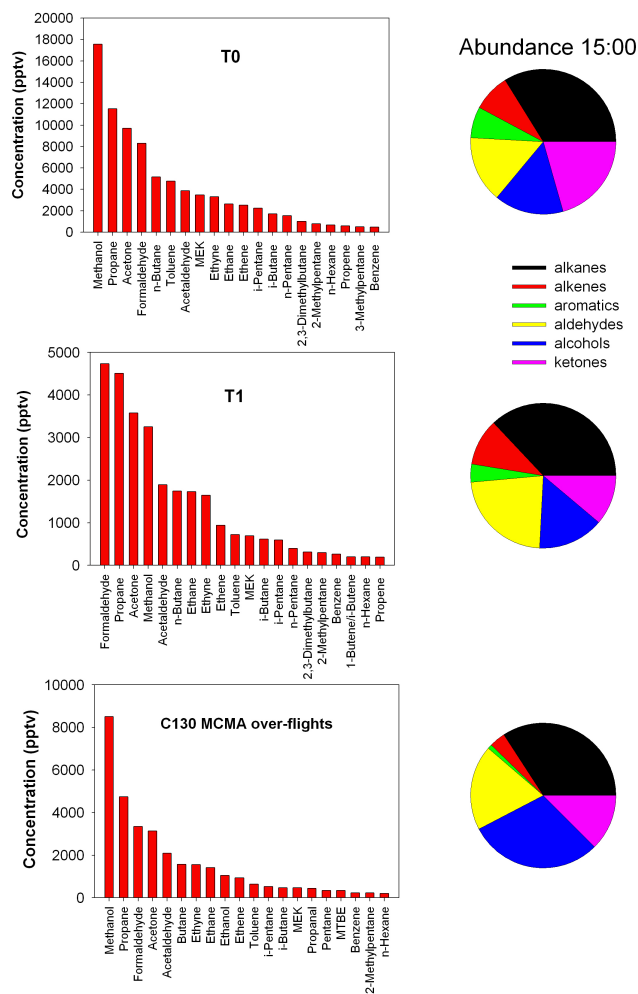 T0
Concentration (pptv)
20000
18000
16000
14000
12000
10000
8000
6000
4000
2000
0
Methanol
Propane
Acetone
Formaldehyde
n-Butane
Toluene
Acetaldehyde
MEK
Ethyne
Ethane
Ethene
i-Pentane
i-Butane
n-Pentane
2,3-Dimethylbutane
2-Methylpentane
n-Hexane
Propene
3-Methylpentane
Benzene
Abundance 15:00
alkanes
alkenes
aromatics
aldehydes
alcohols
ketones
T1
Concentration (pptv)
5000
4000
3000
2000
1000
0
Formaldehyde
Propane
Acetone
Methanol
Acetaldehyde
n-Butane
Ethane
Ethyne
Ethene
Toluene
MEK
i-Butane
i-Pentane
n-Pentane
2,3-Dimethylbutane
2-Methylpentane
Benzene
1-Butene/i-Butene
n-Hexane
Propene
C130 MCMA over-flights
Concentration (pptv)
10000
8000
6000
4000
2000
0
Methanol
Propane
Formaldehyde
Acetone
Acetaldehyde
Butane
Ethyne
Ethane
Ethanol
Ethene
Toluene
i-Pentane
i-Butane
MEK
Propanal
Pentane
MTBE
Benzene
2-Methylpentane
n-Hexane